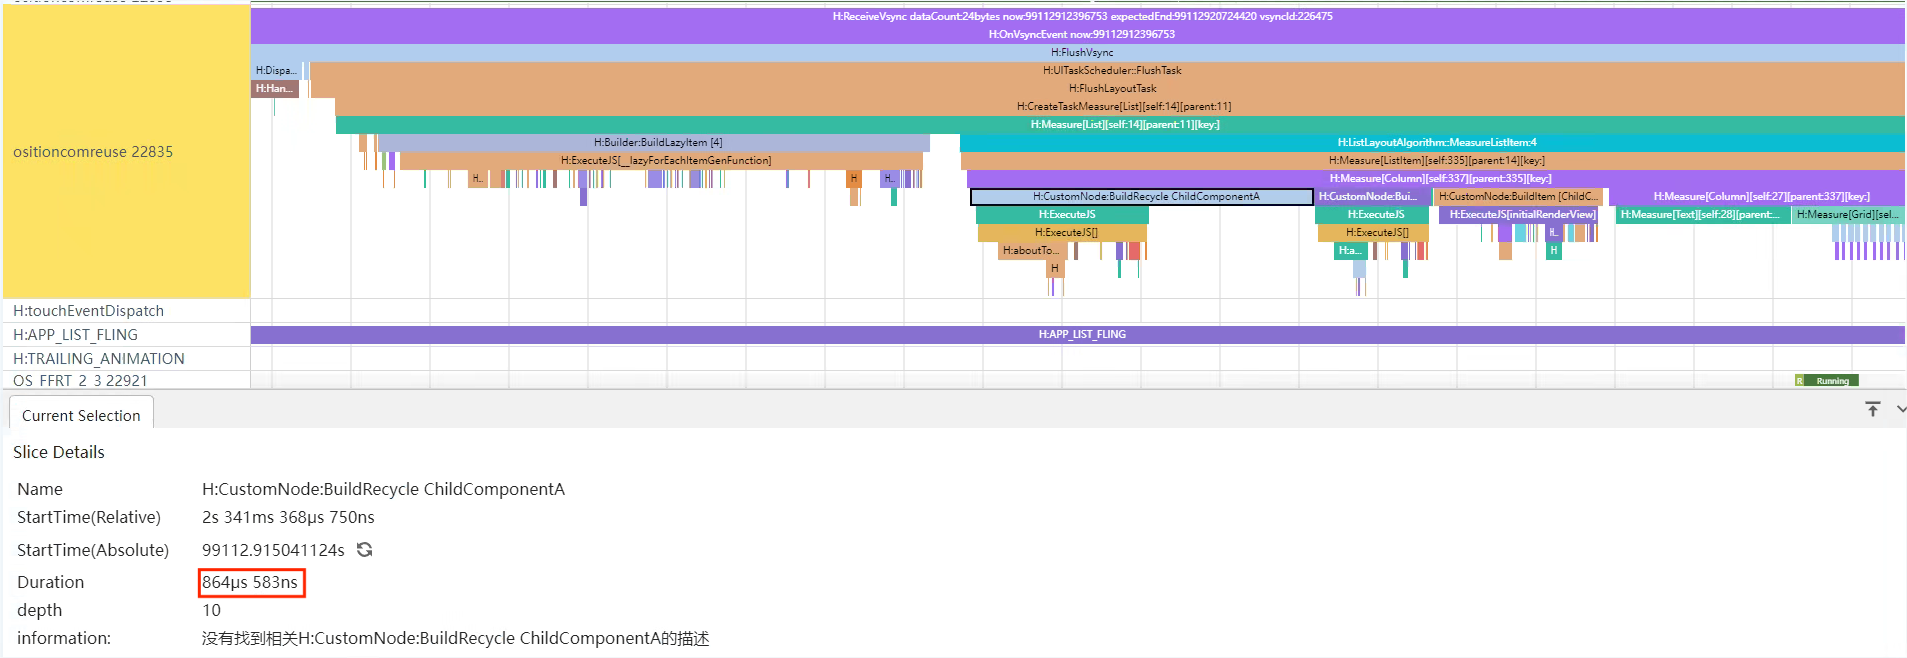 H:ReceiveVsync dataCount:24bytes now:99112912396753 expectedEnd:99112920724420 vsyncId:226475
H:OnVsyncEvent now:99112912396753
H:FlushVsync
H:Dispa...
H:UITaskScheduler::FlushTask
H:Han...
H:FlushLayoutTask
H:CreateTaskMeasure[List][self:14][parent:11]
H:Measure[List][self:14][parent:11][key:]
H:Builder:BuildLazyItem [4]
H:ListLayoutAlgorithm::MeasureListItem:4
ositioncomreuse 22835
H:ExecuteJS[__lazyForEachItemGenFunction]
H:Measure[ListItem][self:335][parent:14][key:]
H..
H
H..
H:Measure[Column][self:337][parent:335][key:]
H:CustomNode:BuildRecycle ChildComponentA
H:CustomNode:Bui...
H:CustomNode:BuildItem [ChildC...
H:Measure[Column][self:27][parent:337][key:]
H:ExecuteJS
H:ExecuteJS
H:ExecuteJS[initialRenderView]
H:Measure[Text][self:28][parent:...
H:Measure[Grid][sel...
H:ExecuteJS[]
H:ExecuteJS[]
H..
H:aboutTo...
H:a...
H
H
H:touchEventDispatch
H:APP_LIST_FLING
H:APP_LIST_FLING
H:TRAILING_ANIMATION
OS_FFRT_2_3 22921
R
Running
Current Selection
Slice Details
Name
H:CustomNode:BuildRecycle ChildComponentA
StartTime(Relative)
2s 341ms 368μs 750ns
StartTime(Absolute)
99112.915041124s
Duration
864μs 583ns
depth
10
information:
没有找到相关H:CustomNode:BuildRecycle ChildComponentA的描述